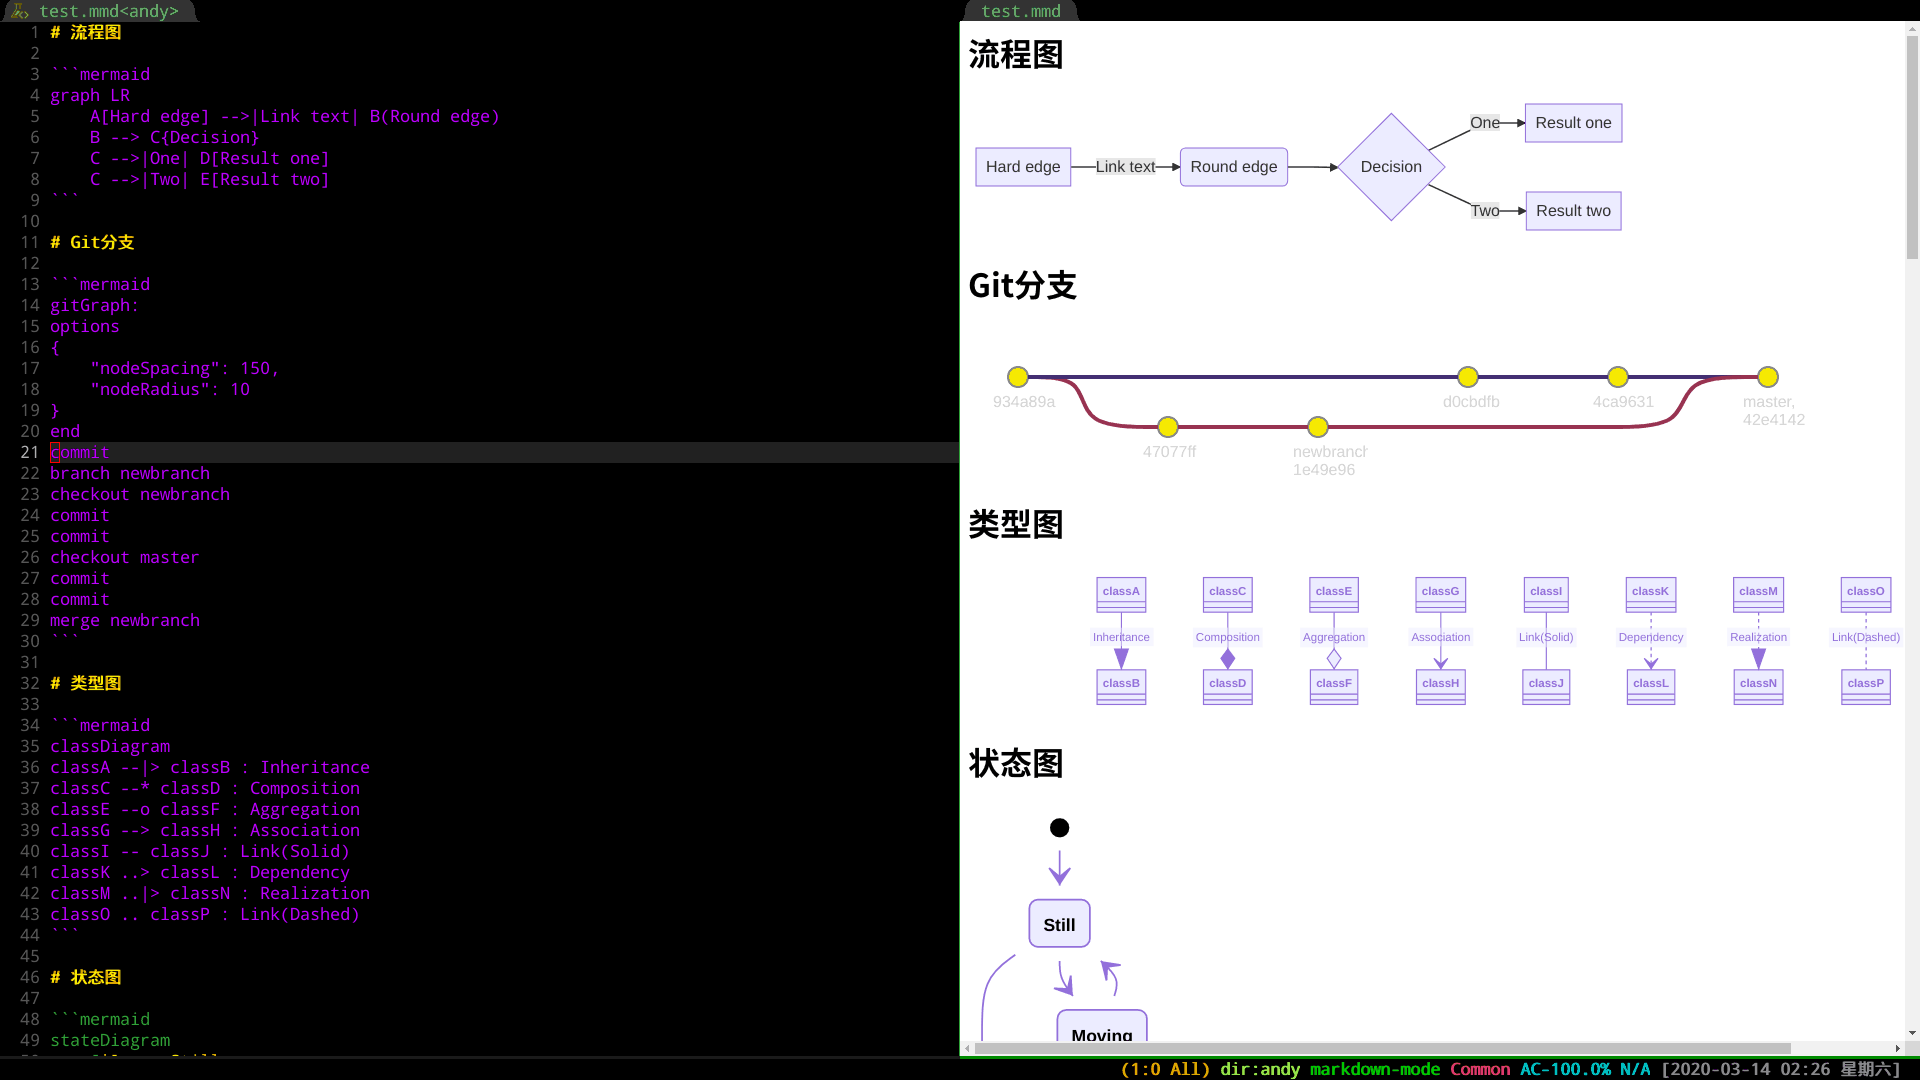 test.mmd<andy>
1 # 流程图
2
3 ```mermaid
4 graph LR
5     A[Hard edge] -->|Link text| B(Round edge)
6     B --> C{Decision}
7     C -->|One| D[Result one]
8     C -->|Two| E[Result two]
9 ```
10
11 # Git分支
12
13 ```mermaid
14 gitGraph:
15 options
16 {
17     "nodeSpacing": 150,
18     "nodeRadius": 10
19 }
20 end
21 commit
22 branch newbranch
23 checkout newbranch
24 commit
25 commit
26 checkout master
27 commit
28 commit
29 merge newbranch
30 ```
31
32 # 类型图
33
34 ```mermaid
35 classDiagram
36 classA --|> classB : Inheritance
37 classC --* classD : Composition
38 classE --o classF : Aggregation
39 classG --> classH : Association
40 classI -- classJ : Link(Solid)
41 classK ..> classL : Dependency
42 classM ..|> classN : Realization
43 classO .. classP : Link(Dashed)
44 ```
45
46 # 状态图
47
48 ```mermaid
49 stateDiagram
test.mmd
流程图
Hard edge Link text Round edge Decision
One Result one
Two Result two
Git分支
934a89a d0cbdfb 4ca9631 master,
42e4142
47077ff newbranch
1e49e96
类型图
classA classC classE classG classI classK classM classO
Inheritance Composition Aggregation Association Link(Solid) Dependency Realization Link(Dashed)
classB classD classF classH classJ classL classN classP
状态图
Still
Moving
(1:0 All) dir:andy markdown-mode Common AC-100.0% N/A [2020-03-14 02:26 星期六]